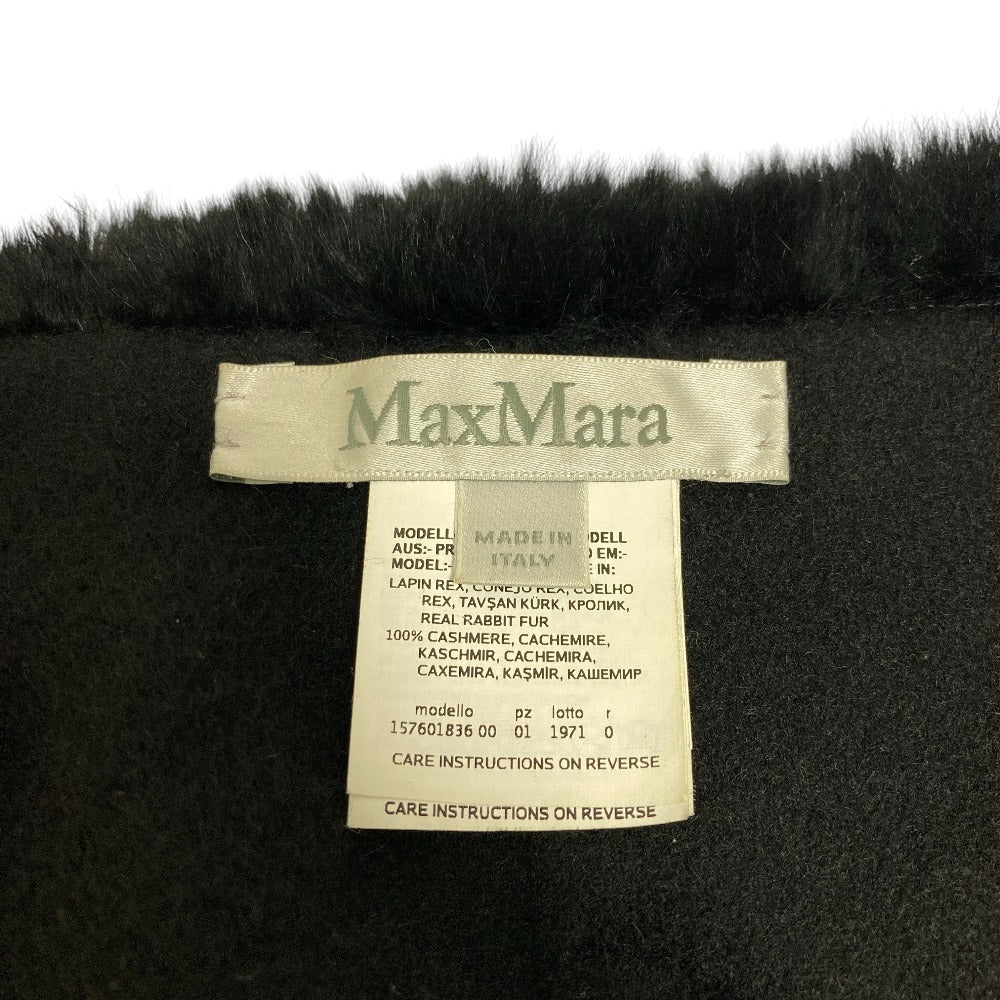 MaxMara
MADE IN
ITALY
MODELL
AUS:- EM:-
MODEL:- IN:
LAPIN REX, CONEJO REX, COELHO
REX, TAVŞAN KÜRK, КРОЛИК,
REAL RABBIT FUR
100% CASHMERE, CACHEMIRE,
KASCHMIR, CACHEMIRA,
CAXEMIRA, KAŞMİR, КАШЕМИР
modello pz lotto r
157601836 00 01 1971 0
CARE INSTRUCTIONS ON REVERSE
CARE INSTRUCTIONS ON REVERSE